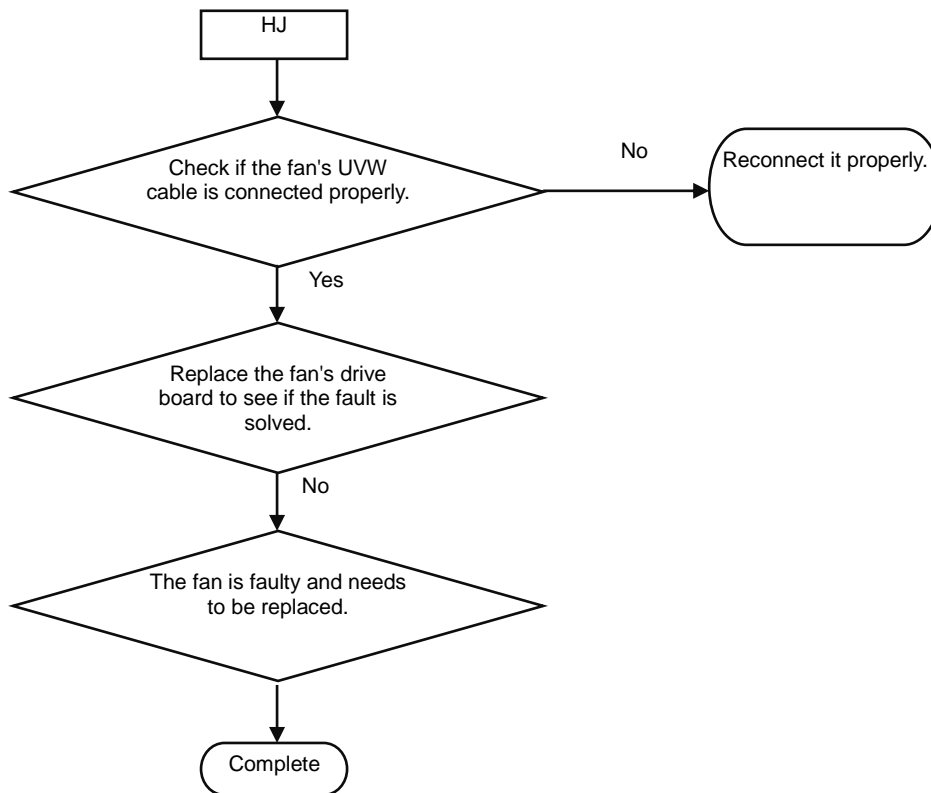 HJ
Check if the fan's UVW
cable is connected properly.
No
Reconnect it properly.
Yes
Replace the fan's drive
board to see if the fault is
solved.
No
The fan is faulty and needs
to be replaced.
Complete